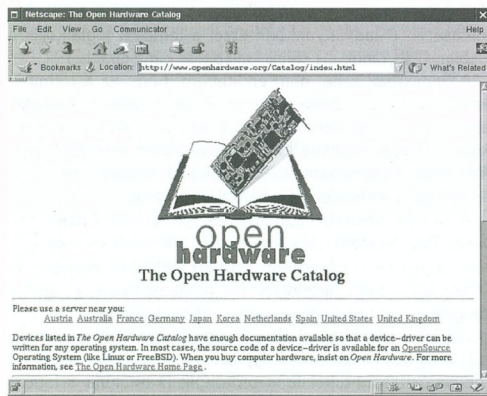 Netscape: The Open Hardware Catalog
File Edit View Go Communicator Help
Bookmarks Location: http://www.openhardware.org/Catalog/index.html What's Related
open
hardware
The Open Hardware Catalog
Please use a server near you:
Austria Australia France Germany Japan Korea Netherlands Spain United States United Kingdom
Devices listed in The Open Hardware Catalog have enough documentation available so that a device-driver can be
written for any operating system. In most cases, the source code of a device-driver is available for an OpenSource
Operating System (like Linux or FreeBSD). When you buy computer hardware, insist on Open Hardware. For more
information, see The Open Hardware Home Page .